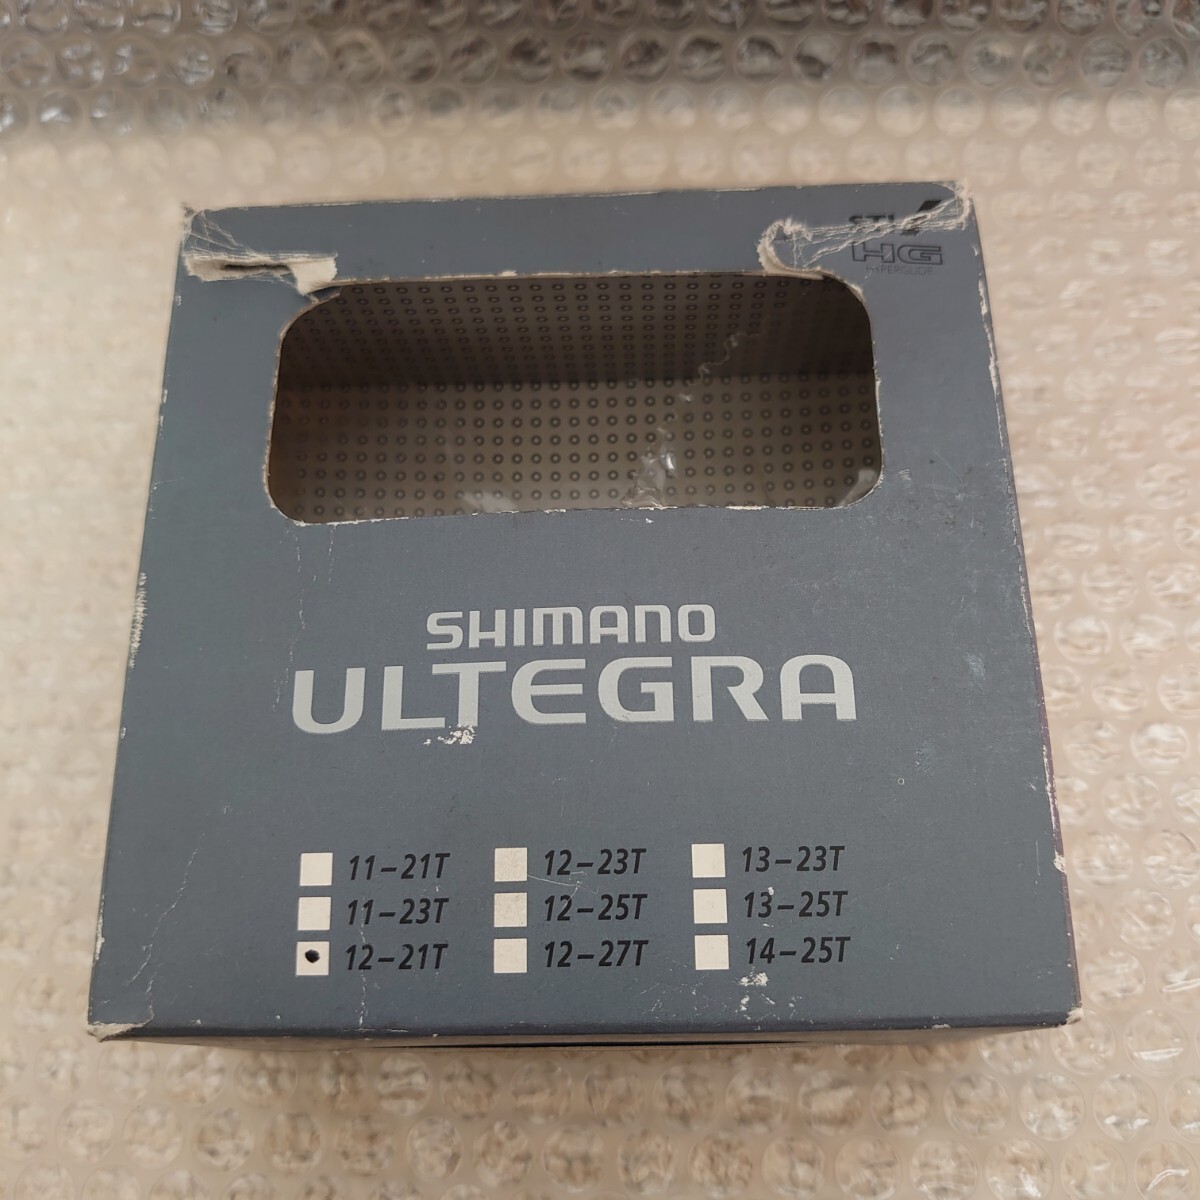 STI
HG
HYPERGLIDE
SHIMANO
ULTEGRA
11-21T 12-23T 13-23T
11-23T 12-25T 13-25T
12-21T 12-27T 14-25T